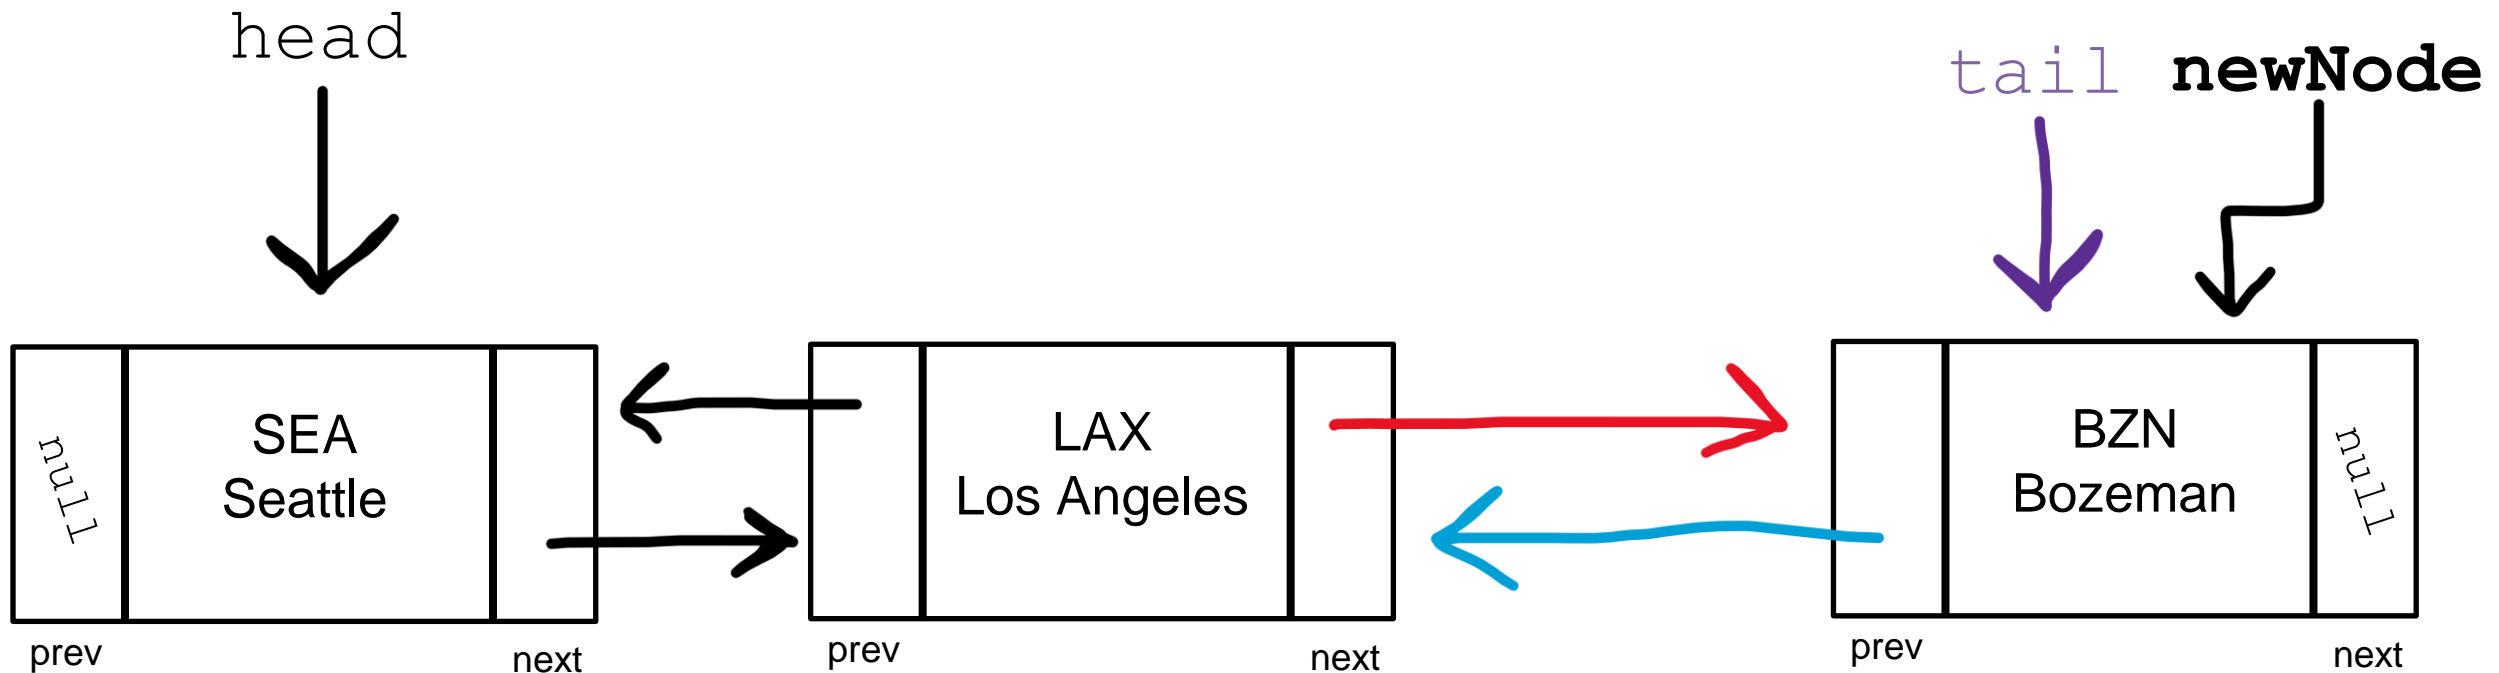 head
tail newNode
null
SEA
Seattle
LAX
Los Angeles
BZN
Bozeman
null
prev
next
prev
next
prev
next